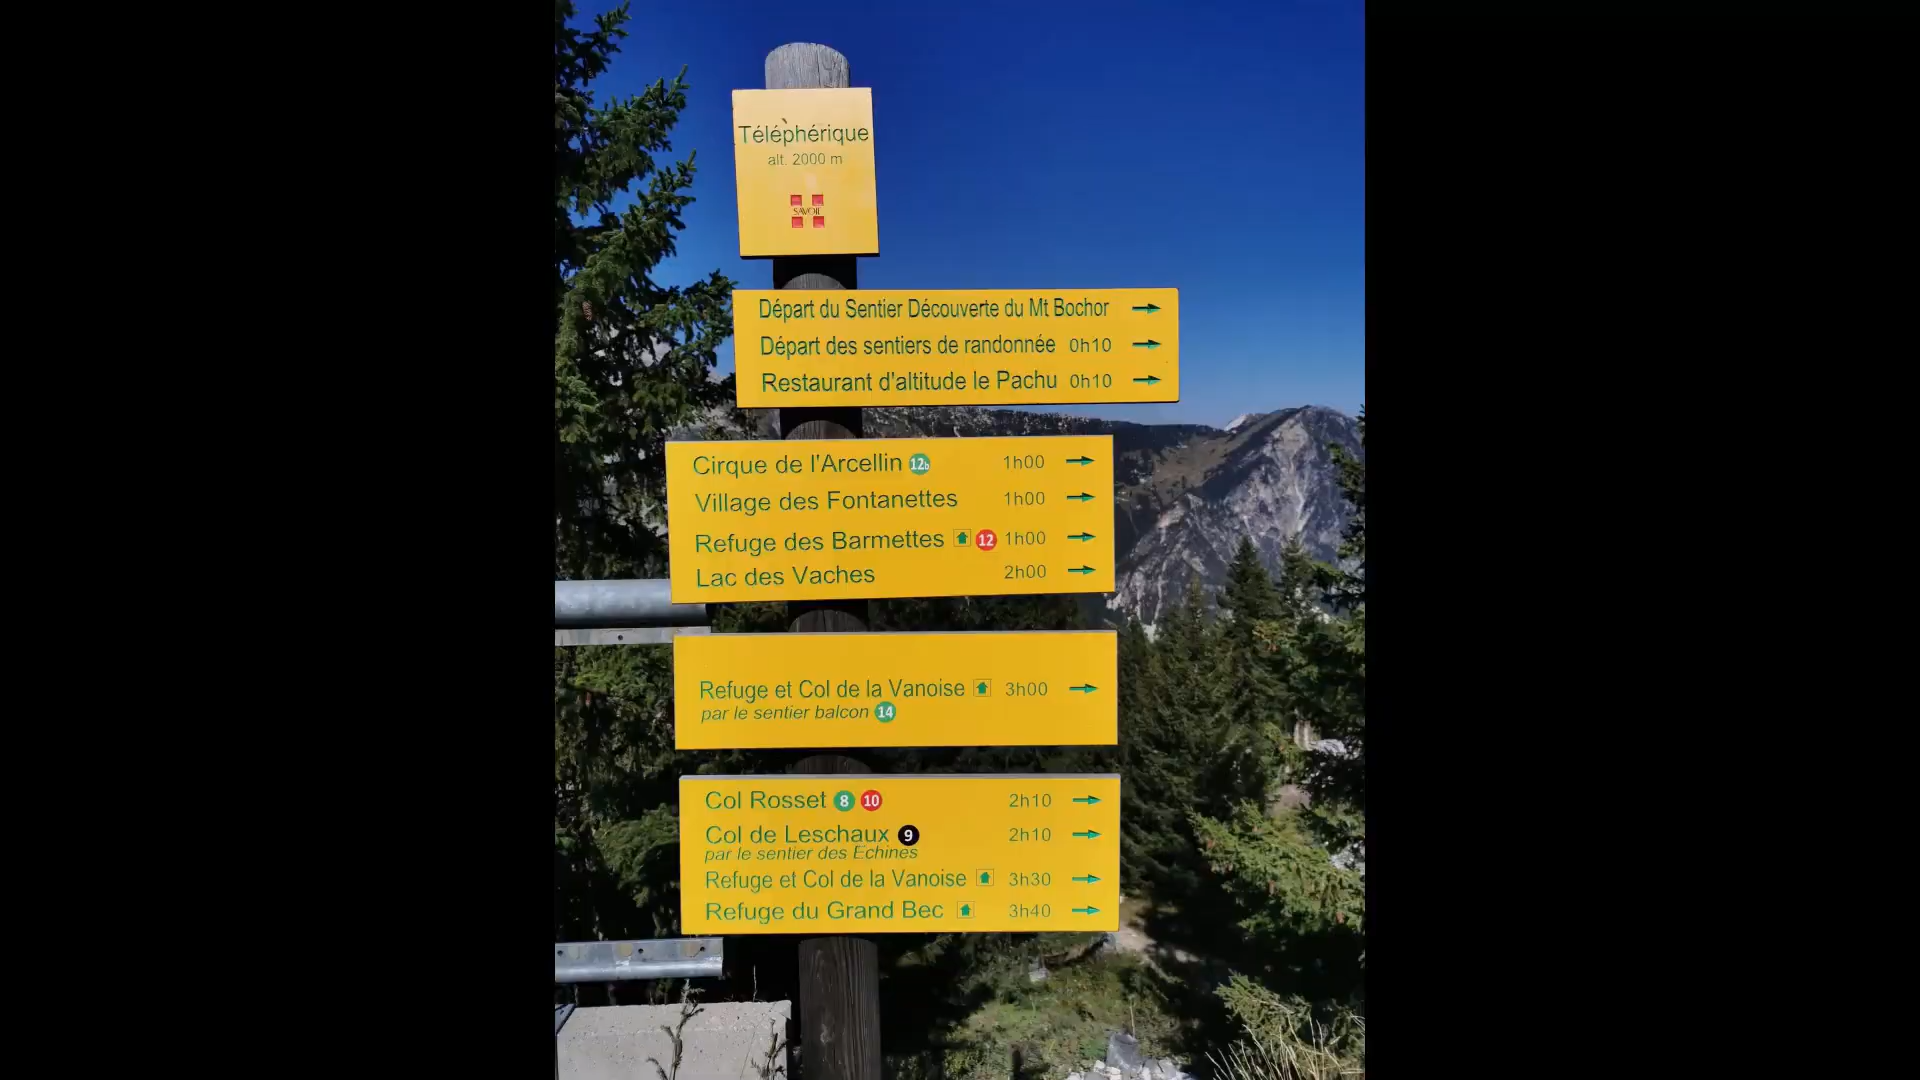 Téléphérique
alt. 2000 m
SAVOIE
Départ du Sentier Découverte du Mt Bochor
Départ des sentiers de randonnée 0h10
Restaurant d'altitude le Pachu 0h10
Cirque de l'Arcellin 12b 1h00
Village des Fontanettes 1h00
Refuge des Barmettes 12 1h00
Lac des Vaches 2h00
Refuge et Col de la Vanoise 3h00
par le sentier balcon 14
Col Rosset 8 10 2h10
Col de Leschaux 9 2h10
par le sentier des Echines
Refuge et Col de la Vanoise 3h30
Refuge du Grand Bec 3h40